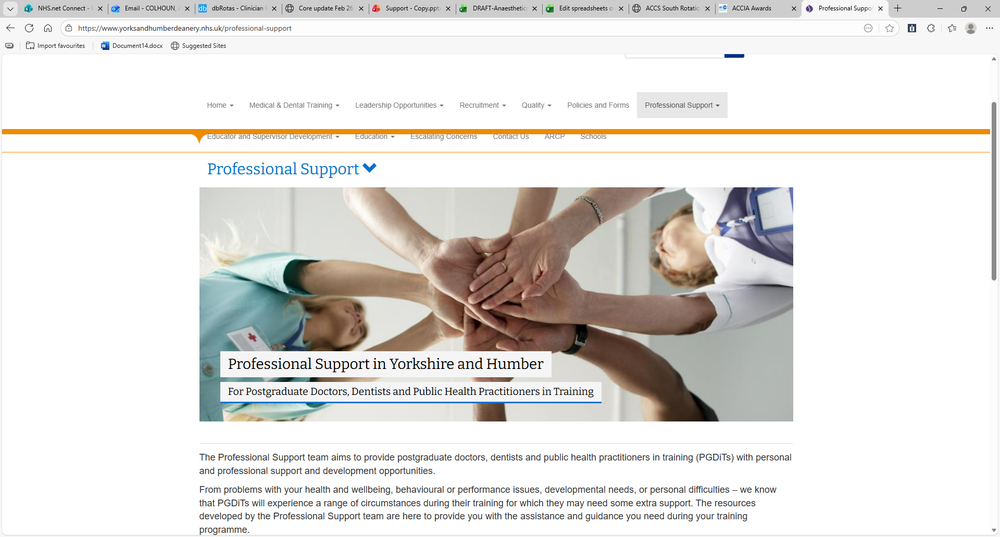 NHS.net Connect -
Email - COLHOUN,
dbRotas - Clinician
Core update Feb 26
Support - Copy.pptx
DRAFT-Anaesthetics
Edit spreadsheets
ACCS South Rotatio
ACCIA Awards
Professional Suppor
https://www.yorksandhumberdeanery.nhs.uk/professional-support
Import favourites
Document14.docx
Suggested Sites
Home
Medical & Dental Training
Leadership Opportunities
Recruitment
Quality
Policies and Forms
Professional Support
Educator and Supervisor Development
Education
Escalating Concerns
Contact Us
ARCP
Schools
Professional Support
Professional Support in Yorkshire and Humber
For Postgraduate Doctors, Dentists and Public Health Practitioners in Training
The Professional Support team aims to provide postgraduate doctors, dentists and public health practitioners in training (PGDiTs) with personal
and professional support and development opportunities.
From problems with your health and wellbeing, behavioural or performance issues, developmental needs, or personal difficulties – we know
that PGDiTs will experience a range of circumstances during their training for which they may need some extra support. The resources
developed by the Professional Support team are here to provide you with the assistance and guidance you need during your training
programme.